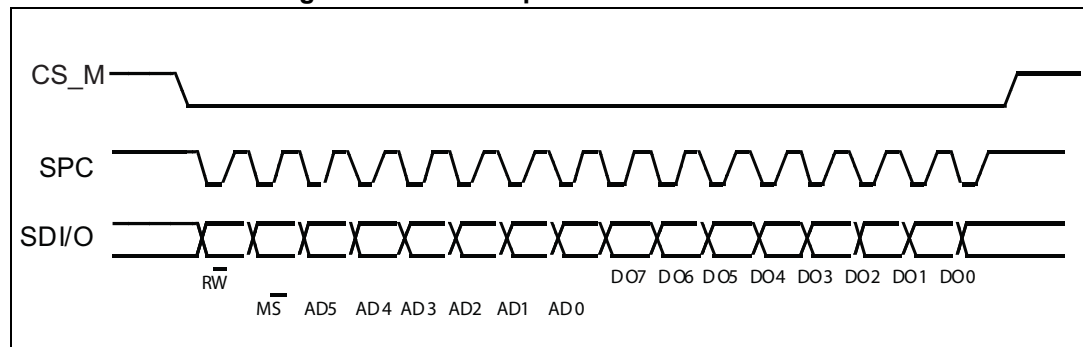 CS_M
SPC
SDI/O
RW
DO7 DO6 DO5 DO4 DO3 DO2 DO1 DO0
MS AD5 AD4 AD3 AD2 AD1 AD0